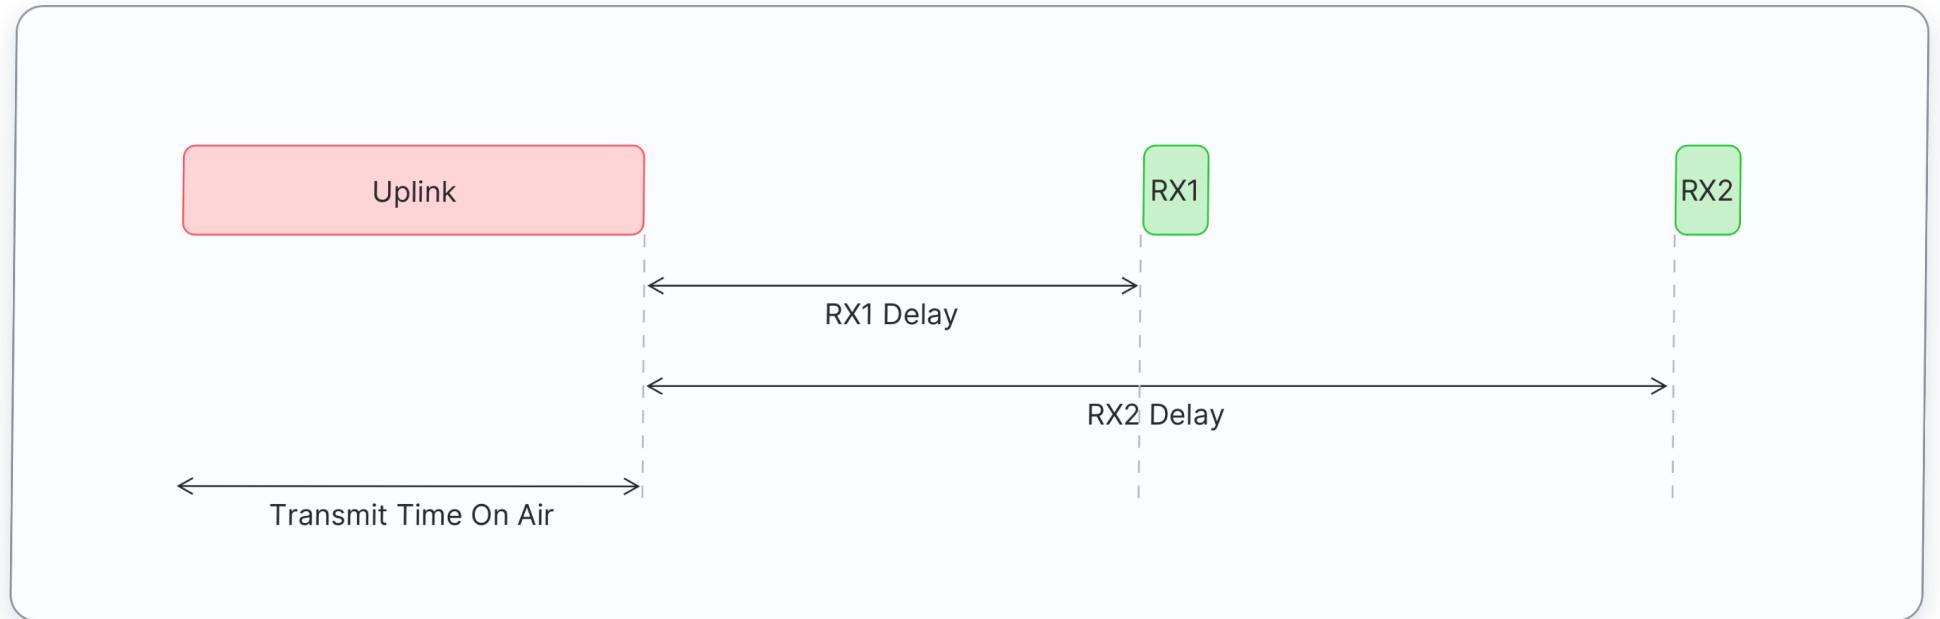 Uplink
RX1
RX2
RX1 Delay
RX2 Delay
Transmit Time On Air